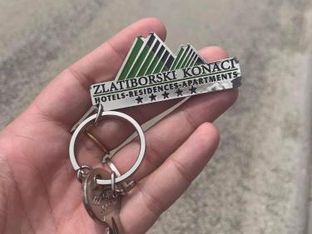 ZLATIBORSKI KONACI
HOTELS-RESIDENCES-APARTMENTS